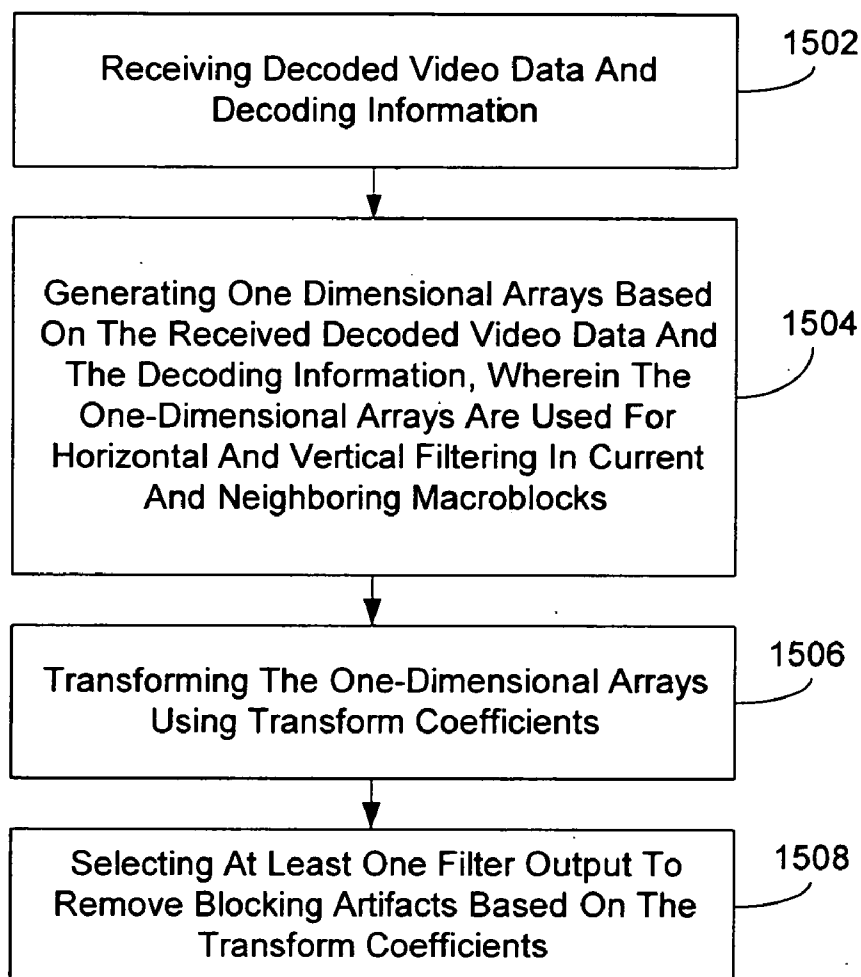 1502
Receiving Decoded Video Data And
Decoding Information
Generating One Dimensional Arrays Based
On The Received Decoded Video Data And
The Decoding Information, Wherein The
One-Dimensional Arrays Are Used For
Horizontal And Vertical Filtering In Current
And Neighboring Macroblocks
1504
Transforming The One-Dimensional Arrays
Using Transform Coefficients
1506
Selecting At Least One Filter Output To
Remove Blocking Artifacts Based On The
Transform Coefficients
1508